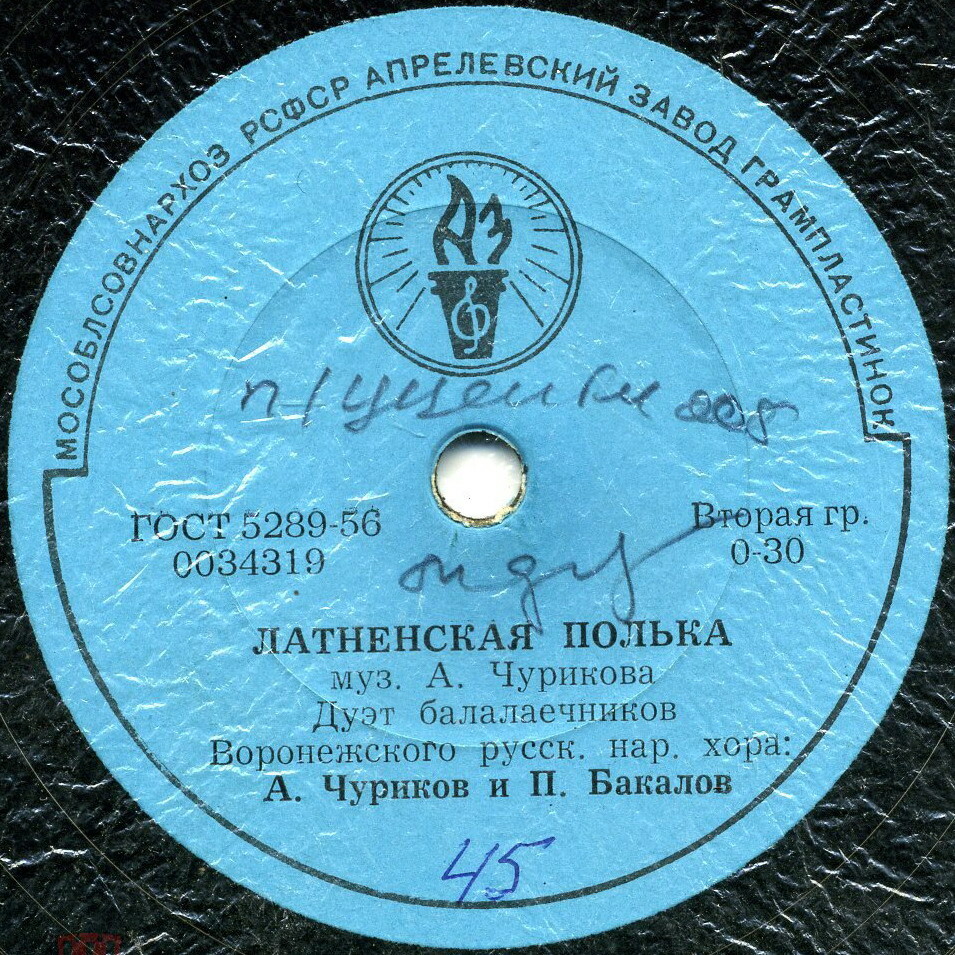 МОСОБЛСОВНАРХОЗ РСФСР АПРЕЛЕВСКИЙ ЗАВОД ГРАМПЛАСТИНОК
АЗ
ГОСТ 5289-56
0034319
Вторая гр.
0-30
ЛАТНЕНСКАЯ ПОЛЬКА
муз. А. Чурикова
Дуэт балалаечников
Воронежского русск. нар. хора:
А. Чуриков и П. Бакалов
45